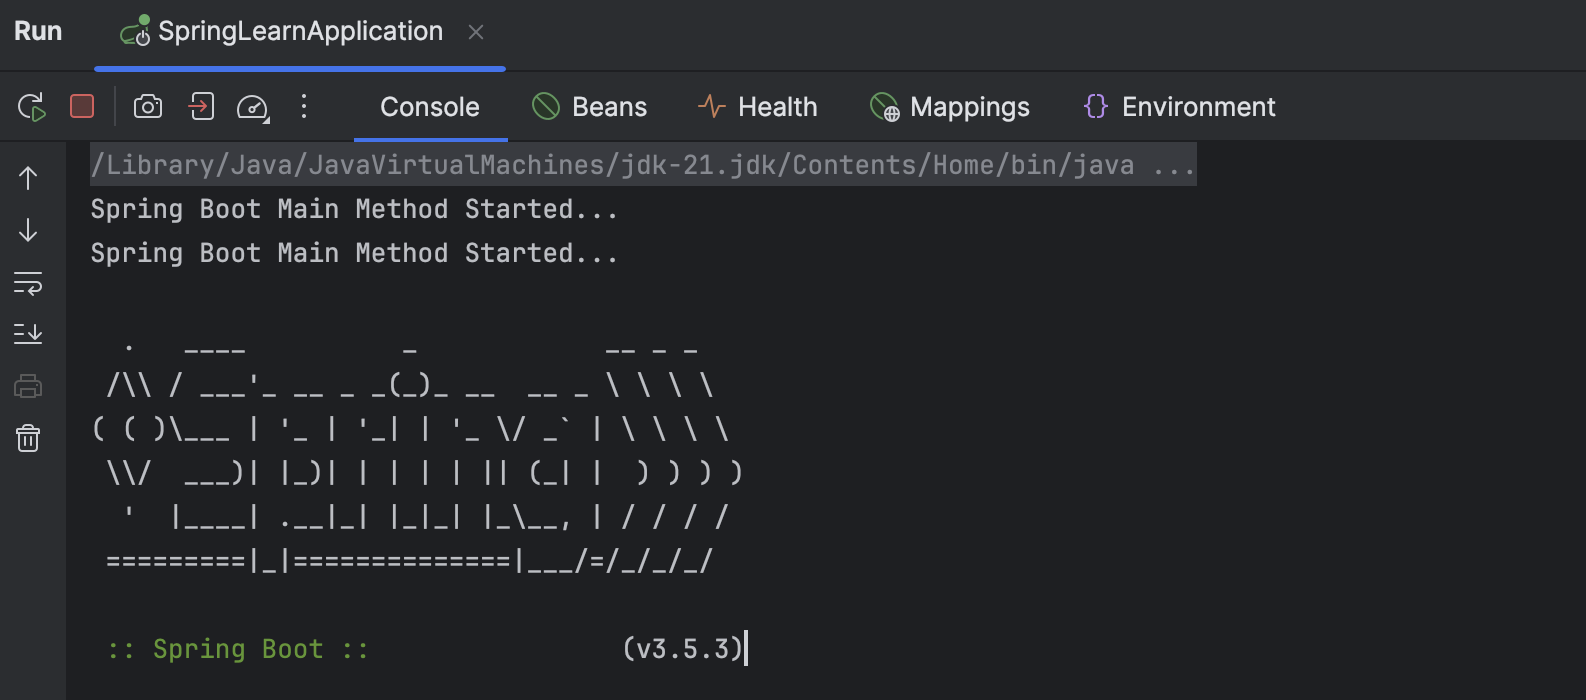 Run SpringLearnApplication
Console Beans Health Mappings Environment
/Library/Java/JavaVirtualMachines/jdk-21.jdk/Contents/Home/bin/java ...
Spring Boot Main Method Started...
Spring Boot Main Method Started...
  .   ____          _            __ _ _
 /\\ / ___'_ __ _ _(_)_ __  __ _ \ \ \ \
( ( )\___ | '_ | '_| | '_ \/ _` | \ \ \ \
 \\/  ___)| |_)| | | | | || (_| |  ) ) ) )
  '  |____| .__|_| |_|_| |_\__, | / / / /
 =========|_|==============|___/=/_/_/_/
 :: Spring Boot ::                (v3.5.3)